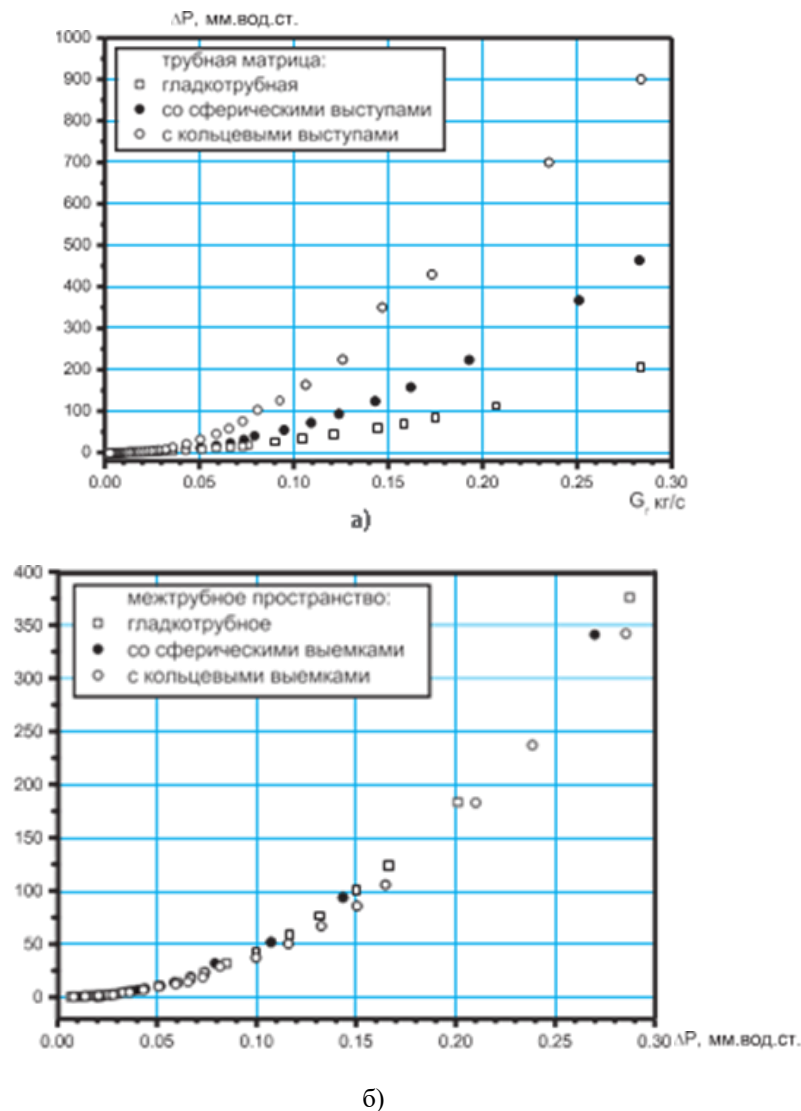 ΔP, мм.вод.ст.
1000
900
800
700
600
500
400
300
200
100
0
трубная матрица:
гладкотрубная
со сферическими выступами
с кольцевыми выступами
0.00 0.05 0.10 0.15 0.20 0.25 0.30
G, кг/с
а)
400
350
300
250
200
150
100
50
0
межтрубное пространство:
гладкотрубное
со сферическими выемками
с кольцевыми выемками
0.00 0.05 0.10 0.15 0.20 0.25 0.30 ΔP, мм.вод.ст.
б)